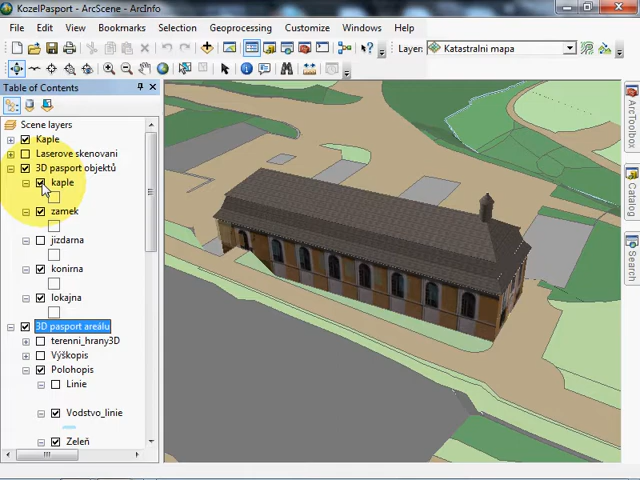 KozelPasport - ArcScene - ArcInfo
File Edit View Bookmarks Selection Geoprocessing Customize Windows Help
Layer: Katastralni mapa
Table of Contents
Scene layers
Kaple
Laserove skenovani
3D pasport objektů
kaple
zamek
jizdarna
konirna
lokajna
3D pasport areálu
terenni_hrany3D
Výškopis
Polohopis
Linie
Vodstvo_linie
Zeleň
ArcToolbox
Catalog
Search